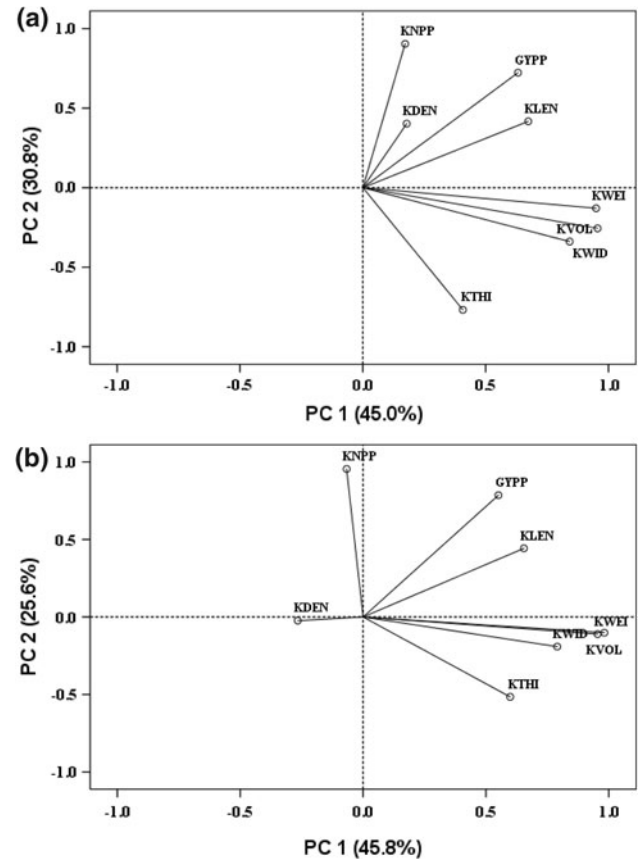 (a)
1.0
0.5
0.0
-0.5
-1.0
PC 2 (30.8%)
KNPP
GYPP
KDEN
KLEN
KWEI
KVOL
KWID
KTHI
-1.0 -0.5 0.0 0.5 1.0
PC 1 (45.0%)
(b)
1.0
0.5
0.0
-0.5
-1.0
PC 2 (25.6%)
KNPP
GYPP
KLEN
KDEN
KWEI
KWID
KVOL
KTHI
-1.0 -0.5 0.0 0.5 1.0
PC 1 (45.8%)